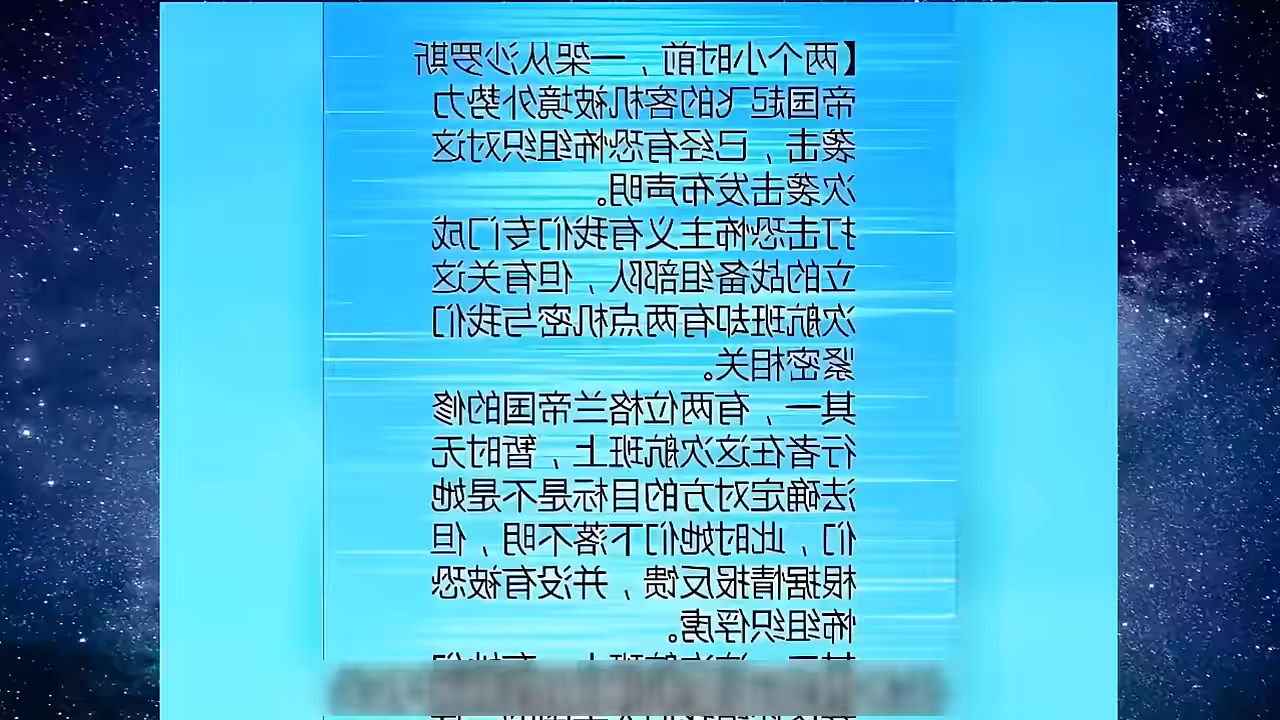 【两个小时前，一架从沙罗斯
帝国起飞的客机被境外势力
袭击，已经有恐怖组织对这
次袭击发布声明。
打击恐怖主义有我们专门成
立的战备组部队，但有关这
次航班却有两点机密与我们
紧密相关。
其一，有两位格兰帝国的修
行者在这次航班上，暂时无
法确定对方的目标是不是她
们，此时她们下落不明，但
根据情报反馈，并没有被恐
怖组织俘虏。